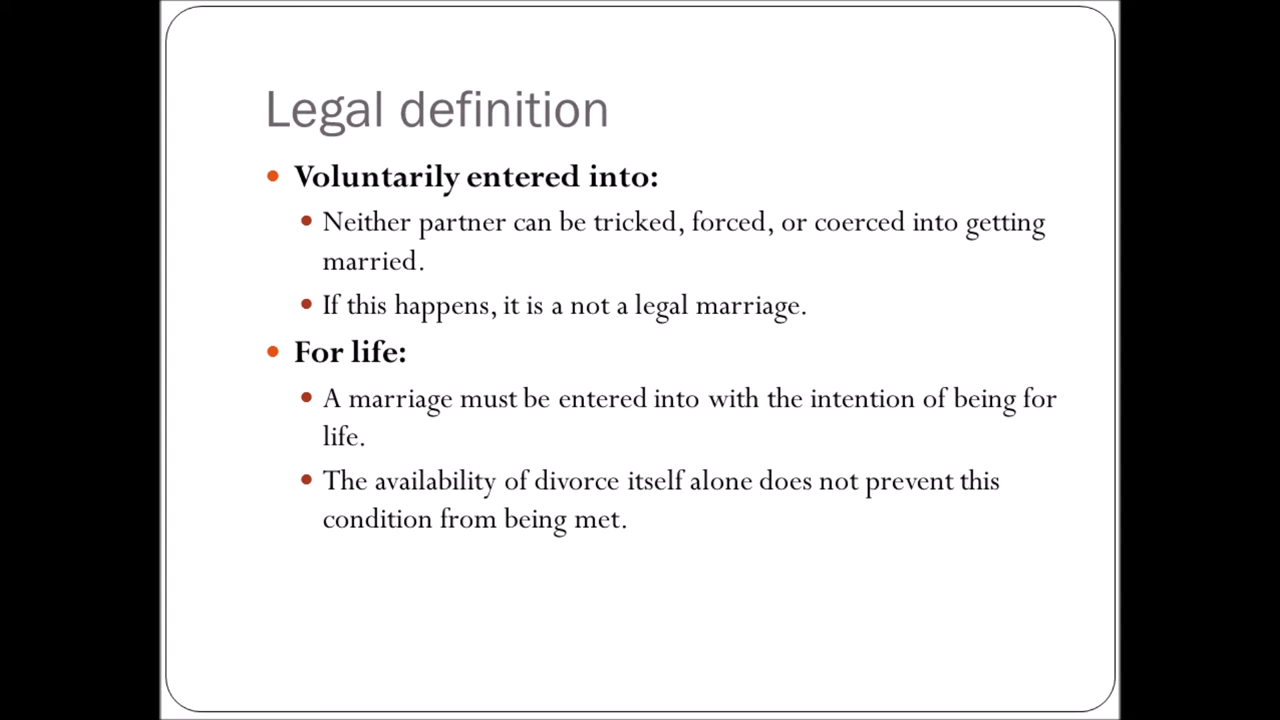 Legal definition
Voluntarily entered into:
Neither partner can be tricked, forced, or coerced into getting
married.
If this happens, it is a not a legal marriage.
For life:
A marriage must be entered into with the intention of being for
life.
The availability of divorce itself alone does not prevent this
condition from being met.